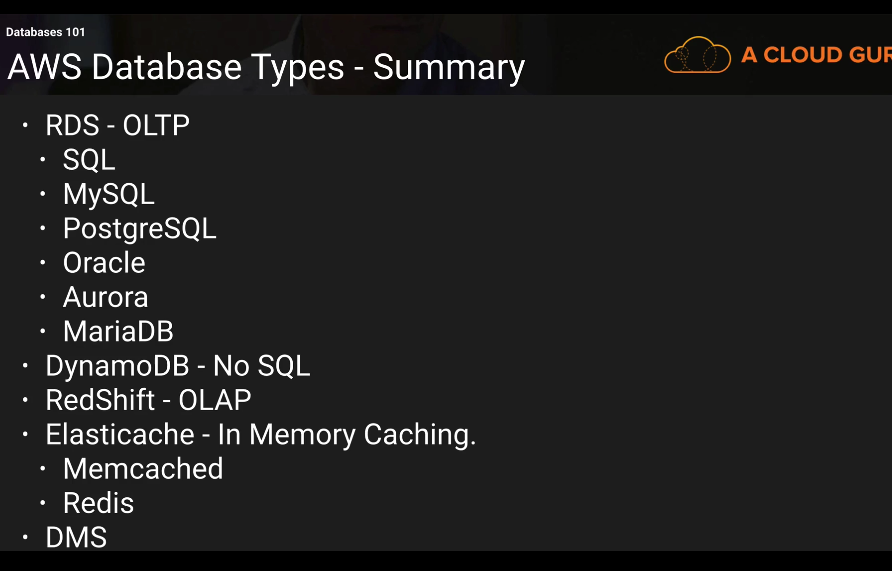 Databases 101
AWS Database Types - Summary
A CLOUD GUR
• RDS - OLTP
• SQL
• MySQL
• PostgreSQL
• Oracle
• Aurora
• MariaDB
• DynamoDB - No SQL
• RedShift - OLAP
• Elasticache - In Memory Caching.
• Memcached
• Redis
• DMS